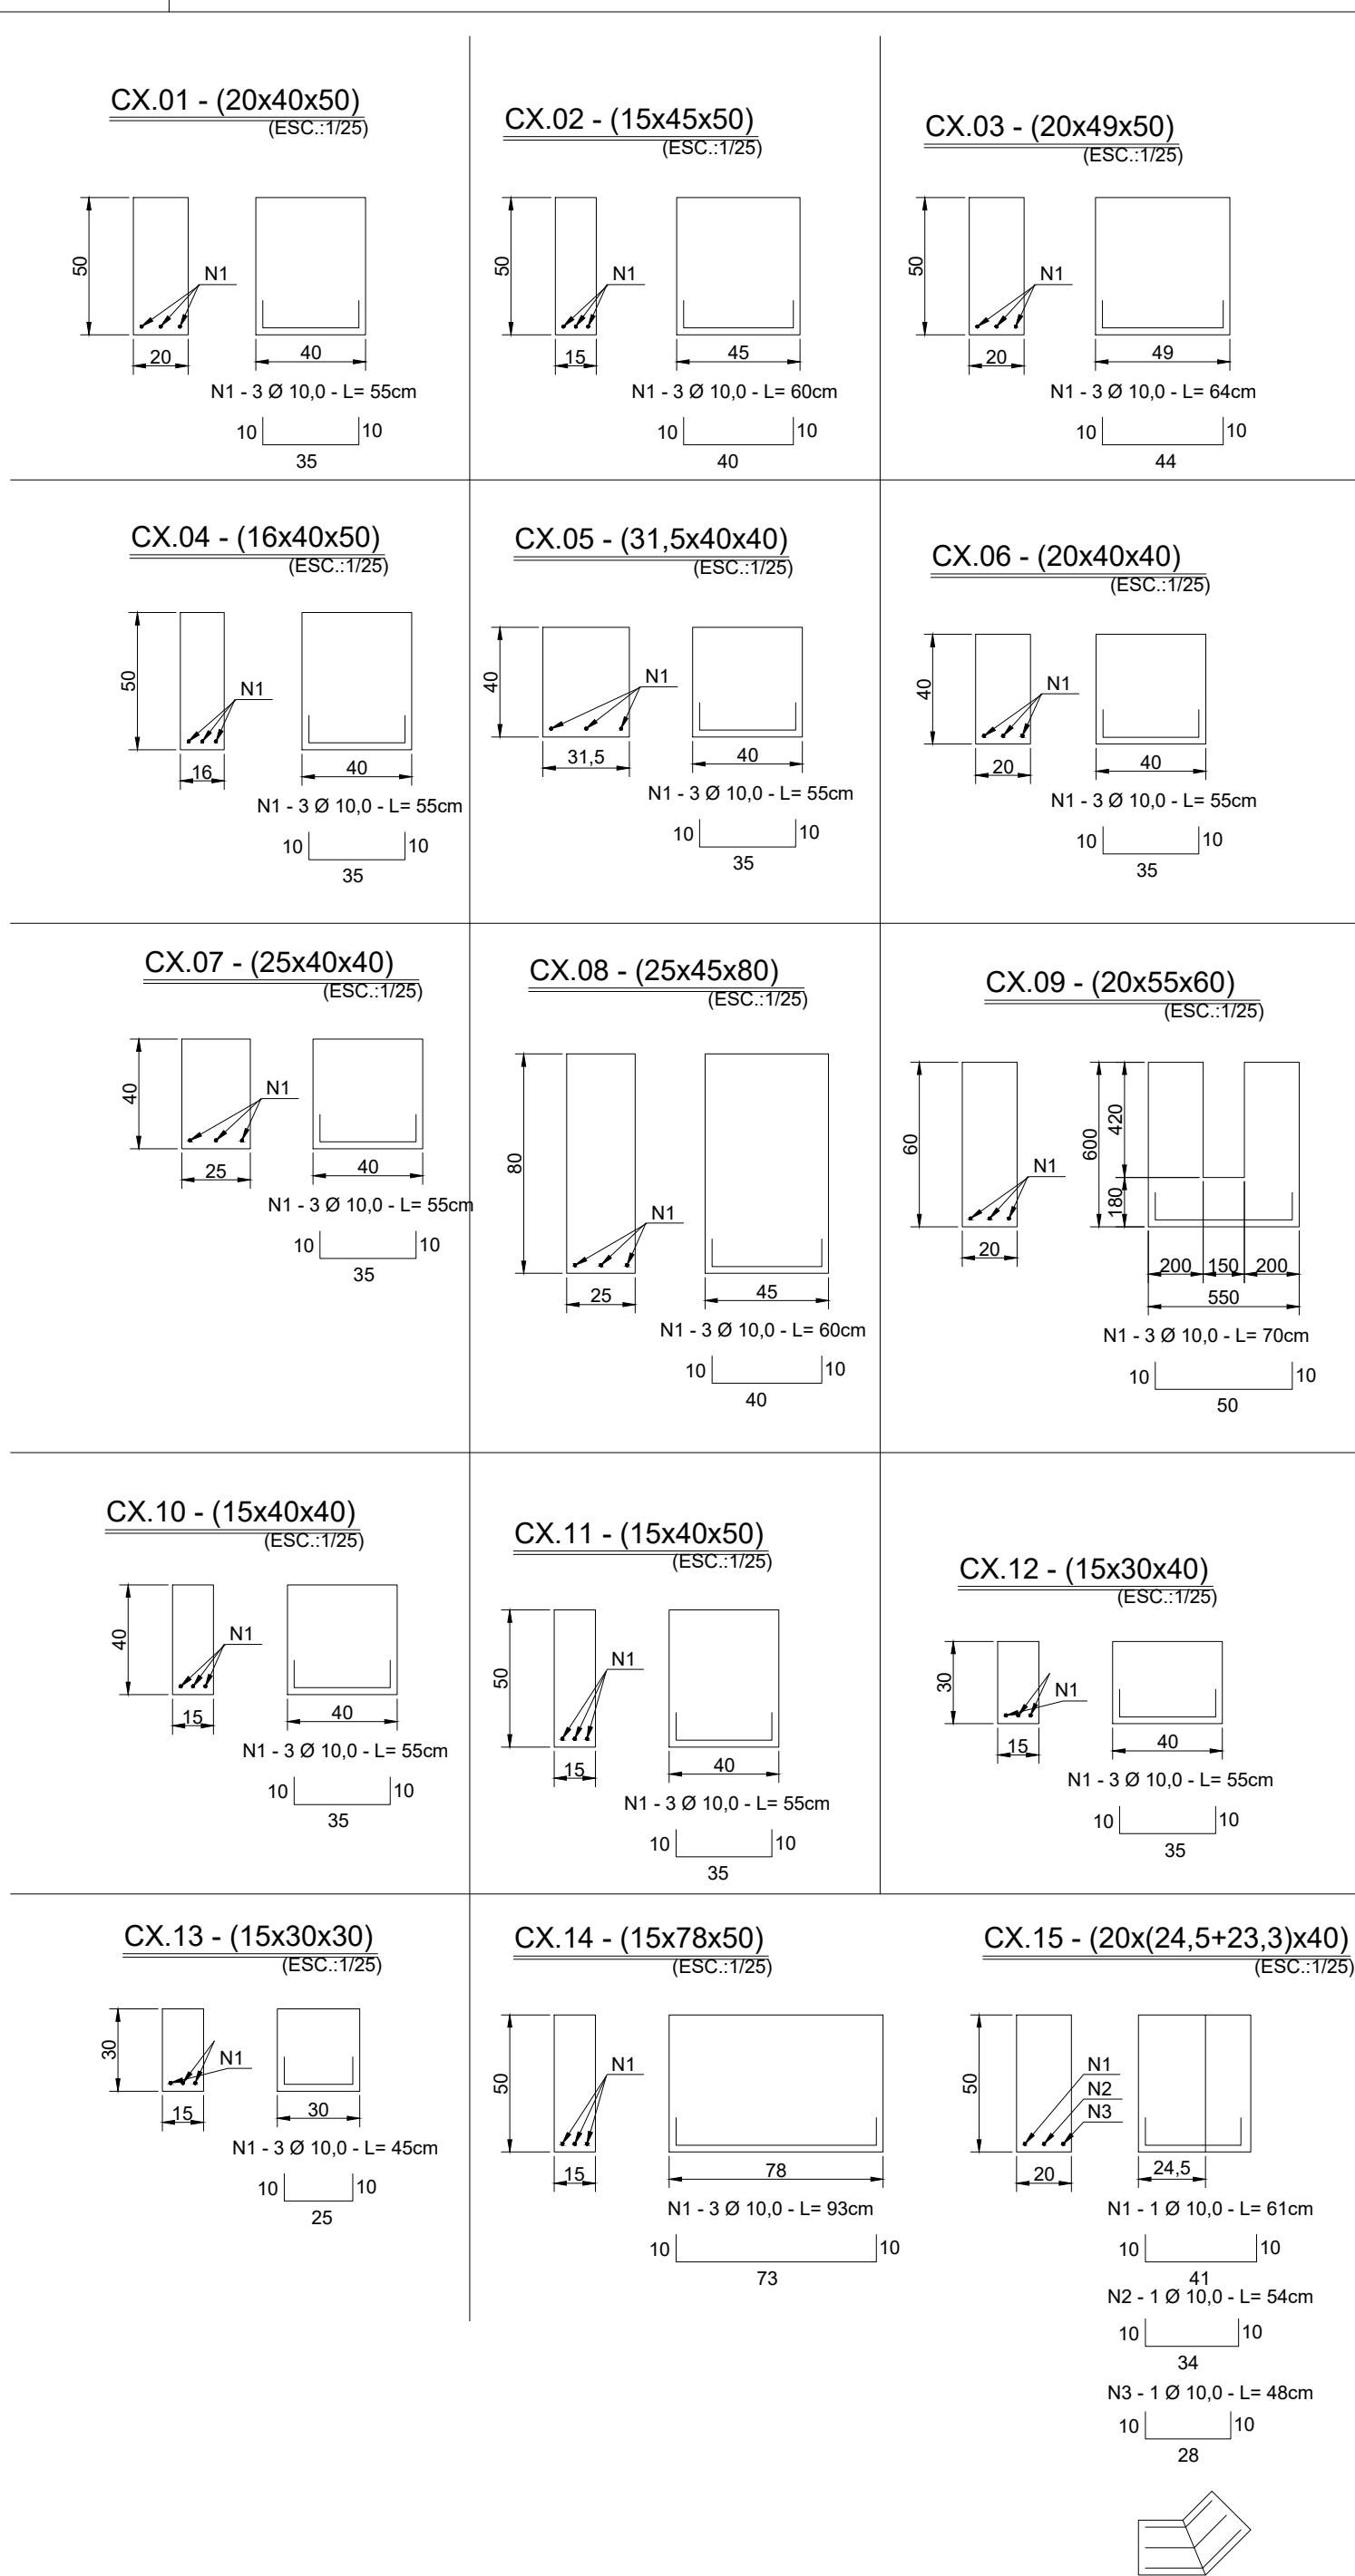 CX.01 - (20x40x50)
(ESC.:1/25)
50
N1
20
40
N1 - 3 Ø 10,0 - L= 55cm
10
10
35
CX.02 - (15x45x50)
(ESC.:1/25)
50
N1
15
45
N1 - 3 Ø 10,0 - L= 60cm
10
10
40
CX.03 - (20x49x50)
(ESC.:1/25)
50
N1
20
49
N1 - 3 Ø 10,0 - L= 64cm
10
10
44
CX.04 - (16x40x50)
(ESC.:1/25)
50
N1
16
40
N1 - 3 Ø 10,0 - L= 55cm
10
10
35
CX.05 - (31,5x40x40)
(ESC.:1/25)
40
N1
31,5
40
N1 - 3 Ø 10,0 - L= 55cm
10
10
35
CX.06 - (20x40x40)
(ESC.:1/25)
40
N1
20
40
N1 - 3 Ø 10,0 - L= 55cm
10
10
35
CX.07 - (25x40x40)
(ESC.:1/25)
40
N1
25
40
N1 - 3 Ø 10,0 - L= 55cm
10
10
35
CX.08 - (25x45x80)
(ESC.:1/25)
80
N1
25
45
N1 - 3 Ø 10,0 - L= 60cm
10
10
40
CX.09 - (20x55x60)
(ESC.:1/25)
60
N1
20
600
420
180
200
150
200
550
N1 - 3 Ø 10,0 - L= 70cm
10
10
50
CX.10 - (15x40x40)
(ESC.:1/25)
40
N1
15
40
N1 - 3 Ø 10,0 - L= 55cm
10
10
35
CX.11 - (15x40x50)
(ESC.:1/25)
50
N1
15
40
N1 - 3 Ø 10,0 - L= 55cm
10
10
35
CX.12 - (15x30x40)
(ESC.:1/25)
30
N1
15
40
N1 - 3 Ø 10,0 - L= 55cm
10
10
35
CX.13 - (15x30x30)
(ESC.:1/25)
30
N1
15
30
N1 - 3 Ø 10,0 - L= 45cm
10
10
25
CX.14 - (15x78x50)
(ESC.:1/25)
50
N1
15
78
N1 - 3 Ø 10,0 - L= 93cm
10
10
73
CX.15 - (20x(24,5+23,3)x40)
(ESC.:1/25)
50
N1
N2
N3
20
24,5
N1 - 1 Ø 10,0 - L= 61cm
10
10
41
N2 - 1 Ø 10,0 - L= 54cm
10
10
34
N3 - 1 Ø 10,0 - L= 48cm
10
10
28